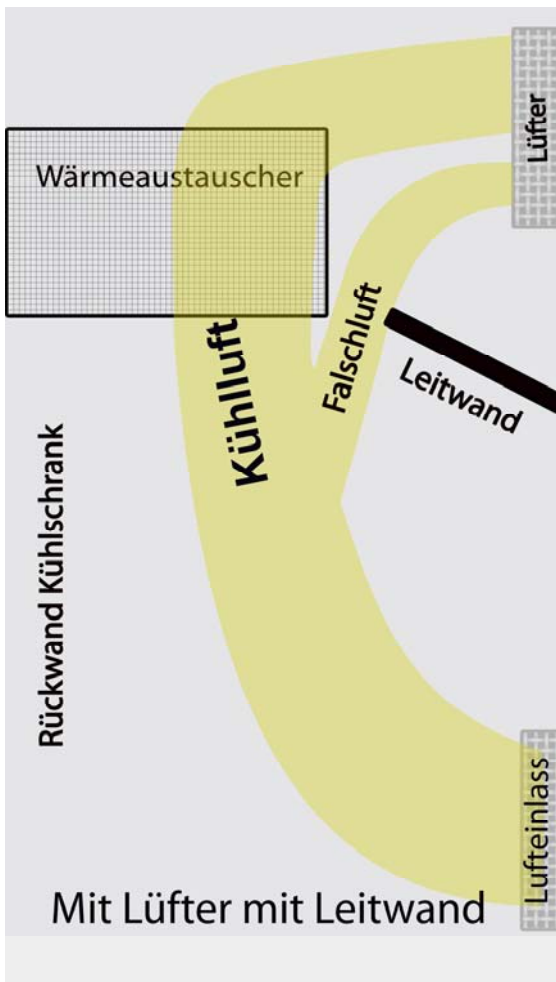 Lüfter
Wärmeaustauscher
Kühlluft
Falschluft
Leitwand
Rückwand Kühlschrank
Lufteinlass
Mit Lüfter mit Leitwand